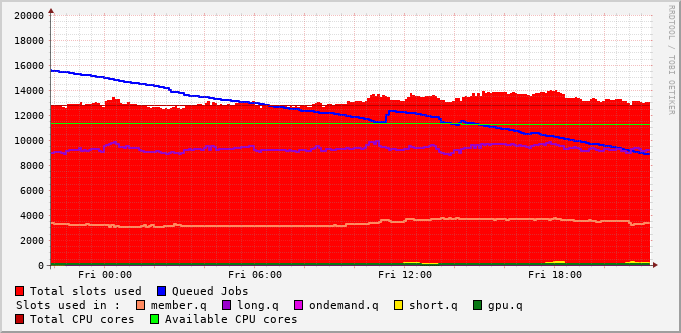 20000
18000
16000
14000
12000
10000
8000
6000
4000
2000
0
Fri 00:00 Fri 06:00 Fri 12:00 Fri 18:00
RRDTOOL / TOBI OETIKER
Total slots used Queued Jobs
Slots used in : member.q long.q ondemand.q short.q gpu.q
Total CPU cores Available CPU cores